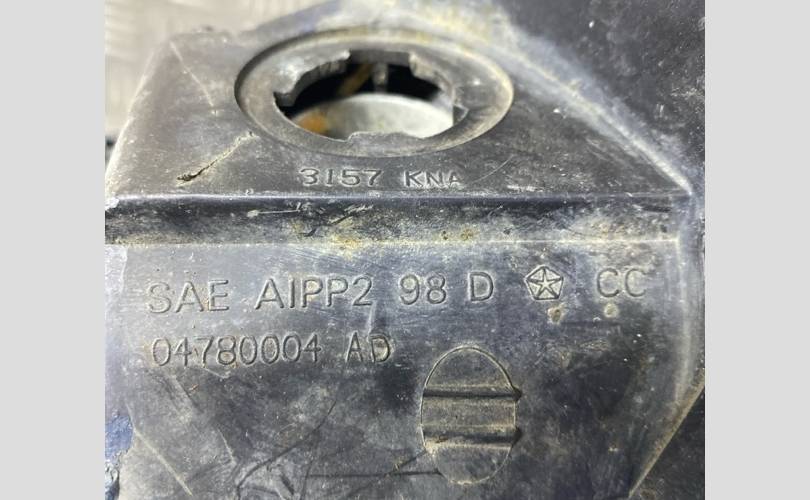 3157 KNA
SAE AIPP2 98 D CC
04780004 AD